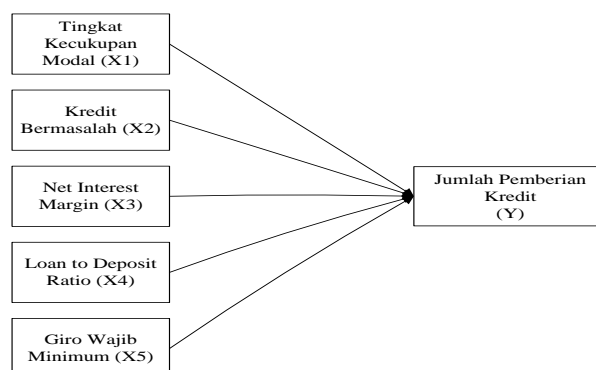 Tingkat
Kecukupan
Modal (X1)
Kredit
Bermasalah (X2)
Net Interest
Margin (X3)
Loan to Deposit
Ratio (X4)
Giro Wajib
Minimum (X5)
Jumlah Pemberian
Kredit
(Y)